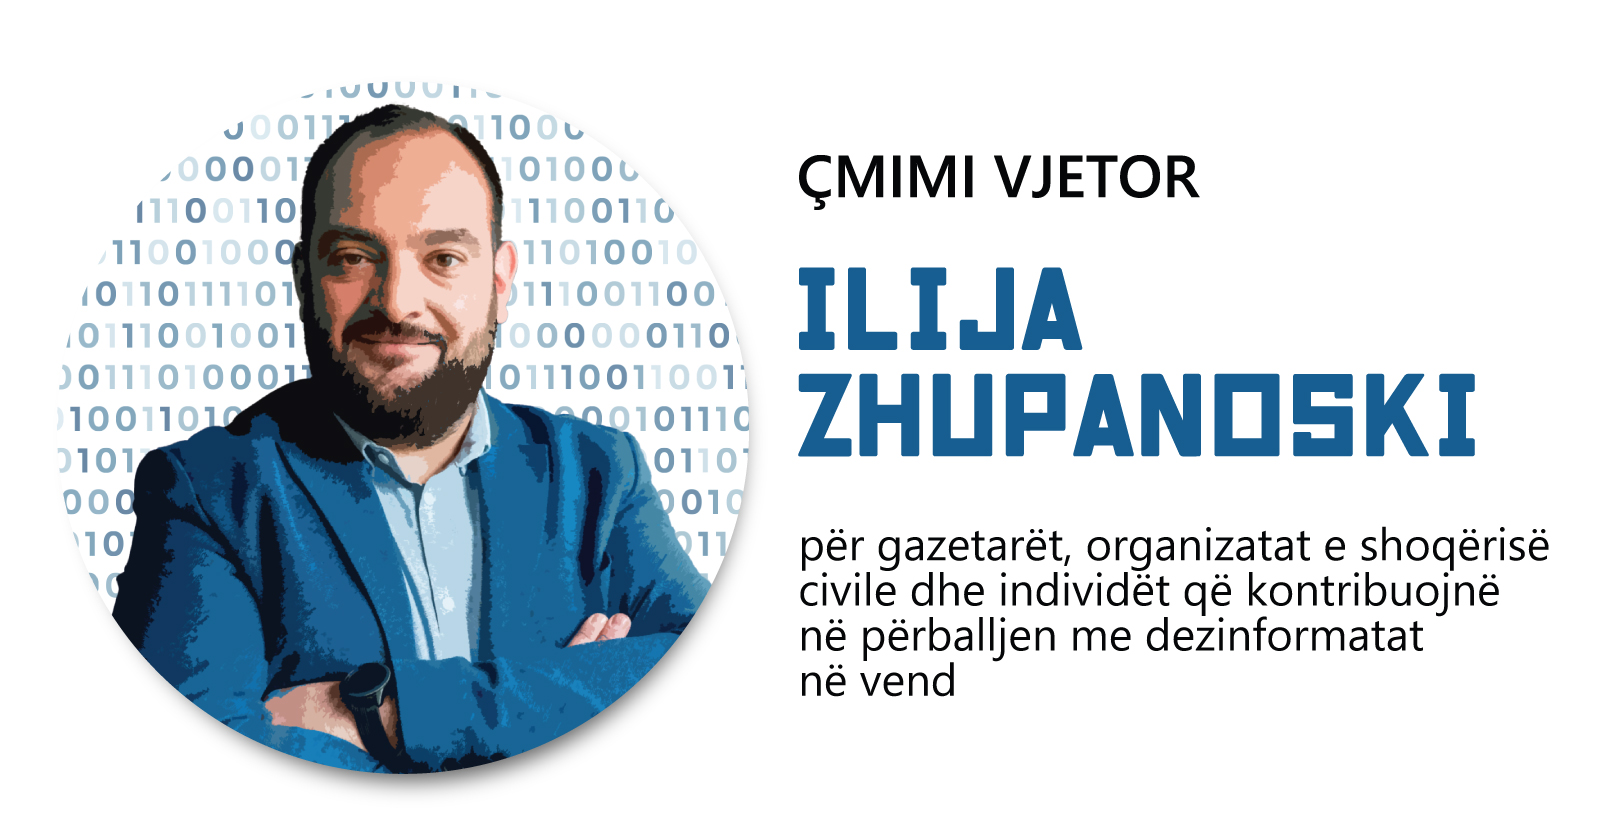 ÇMIMI VJETOR
ILIJA
ZHUPANOSKI
për gazetarët, organizatat e shoqërisë
civile dhe individët që kontribuojnë
në përballjen me dezinformatat
në vend